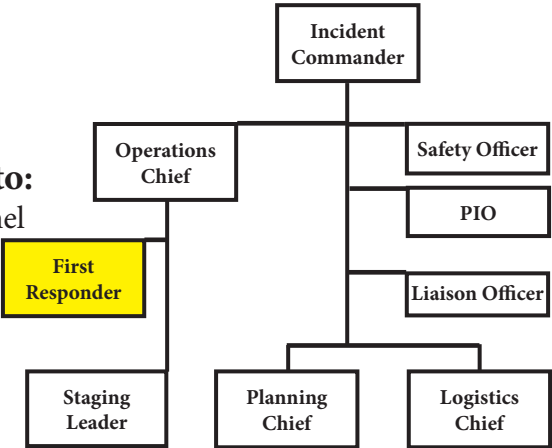 Incident
Commander
Operations
Chief
Safety Officer
to:
PIO
First
Responder
Liaison Officer
Staging
Leader
Planning
Chief
Logistics
Chief